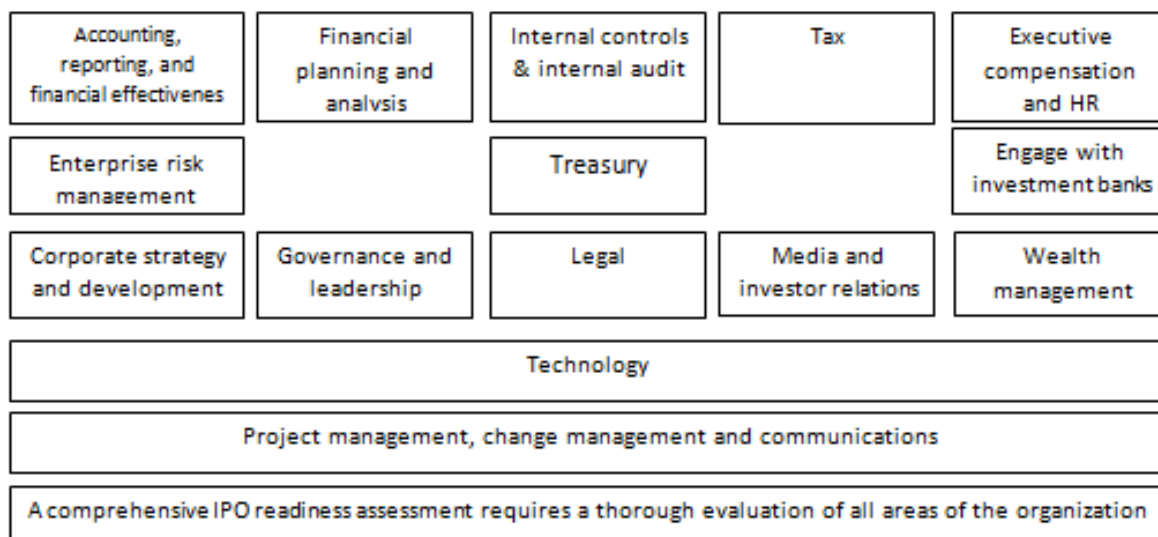 Accounting,
reporting, and
financial effectivenes
Financial
planning and
analysis
Internal controls
& internal audit
Tax
Executive
compensation
and HR
Enterprise risk
management
Treasury
Engage with
investment banks
Corporate strategy
and development
Governance and
leadership
Legal
Media and
investor relations
Wealth
management
Technology
Project management, change management and communications
A comprehensive IPO readiness assessment requires a thorough evaluation of all areas of the organization